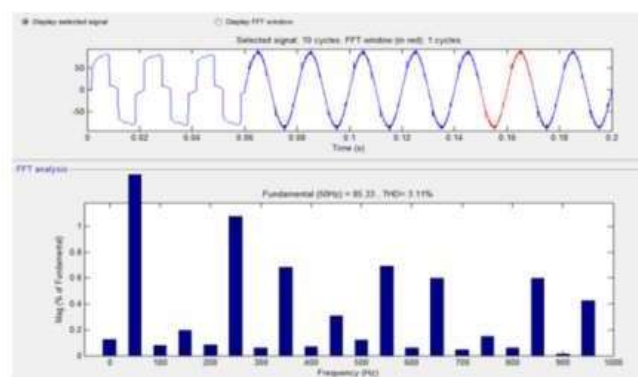 Display selected signal
Display FFT window
Selected signal: 10 cycles. FFT window (in red): 1 cycles
50
0
-50
0 0.02 0.04 0.06 0.08 0.1 0.12 0.14 0.16 0.18 0.2
Time (s)
FFT analysis
Fundamental (50Hz) = 85.33 , THD= 3.11%
Mag (% of Fundamental)
1
0.8
0.6
0.4
0.2
0
0 100 200 300 400 500 600 700 800 900 1000
Frequency (Hz)